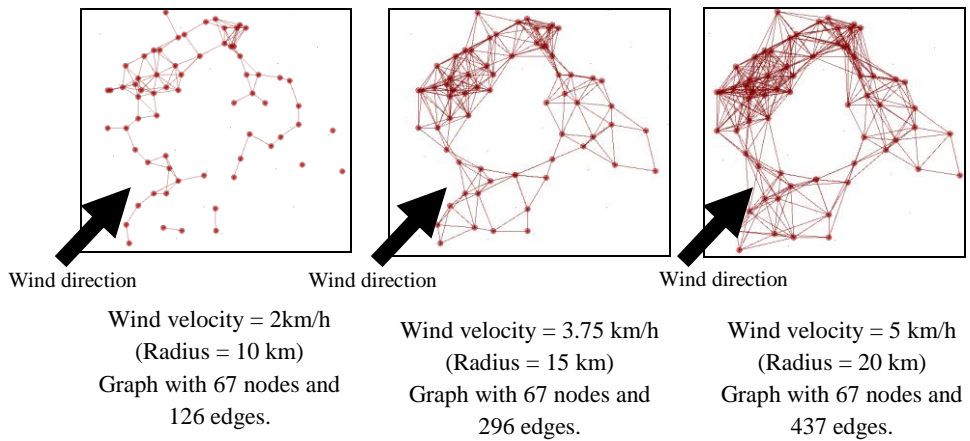 Wind direction
Wind direction
Wind direction
Wind velocity = 2km/h
(Radius = 10 km)
Graph with 67 nodes and
126 edges.
Wind velocity = 3.75 km/h
(Radius = 15 km)
Graph with 67 nodes and
296 edges.
Wind velocity = 5 km/h
(Radius = 20 km)
Graph with 67 nodes and
437 edges.